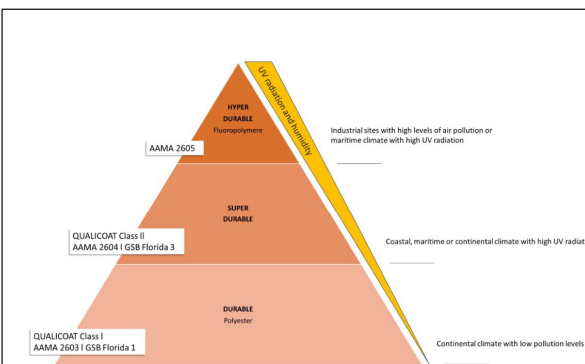 UV radiation and humidity
HYPER
DURABLE
Fluoropolymere
Industrial sites with high levels of air pollution or
maritime climate with high UV radiation
AAMA 2605
SUPER
DURABLE
QUALICOAT Class II
AAMA 2604 I GSB Florida 3
Coastal, maritime or continental climate with high UV radiat
DURABLE
Polyester
QUALICOAT Class I
AAMA 2603 I GSB Florida 1
Continental climate with low pollution levels